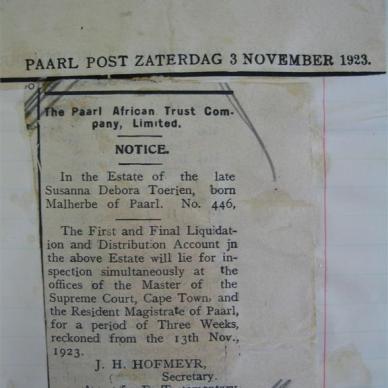 PAARL POST ZATERDAG 3 NOVEMBER 1923.
The Paarl African Trust Com-
pany, Limited.
NOTICE.
In the Estate of the late
Susanna Debora Toerien, born
Malherbe of Paarl. No. 446,
The First and Final Liquidat-
ion and Distribution Account in
the above Estate will lie for in-
spection simultaneously at the
offices of the Master of the
Supreme Court, Cape Town, and
the Resident Magistrate of Paarl,
for a period of Three Weeks,
reckoned from the 13th Nov.,
1923.
J. H. HOFMEYR,
Secretary.